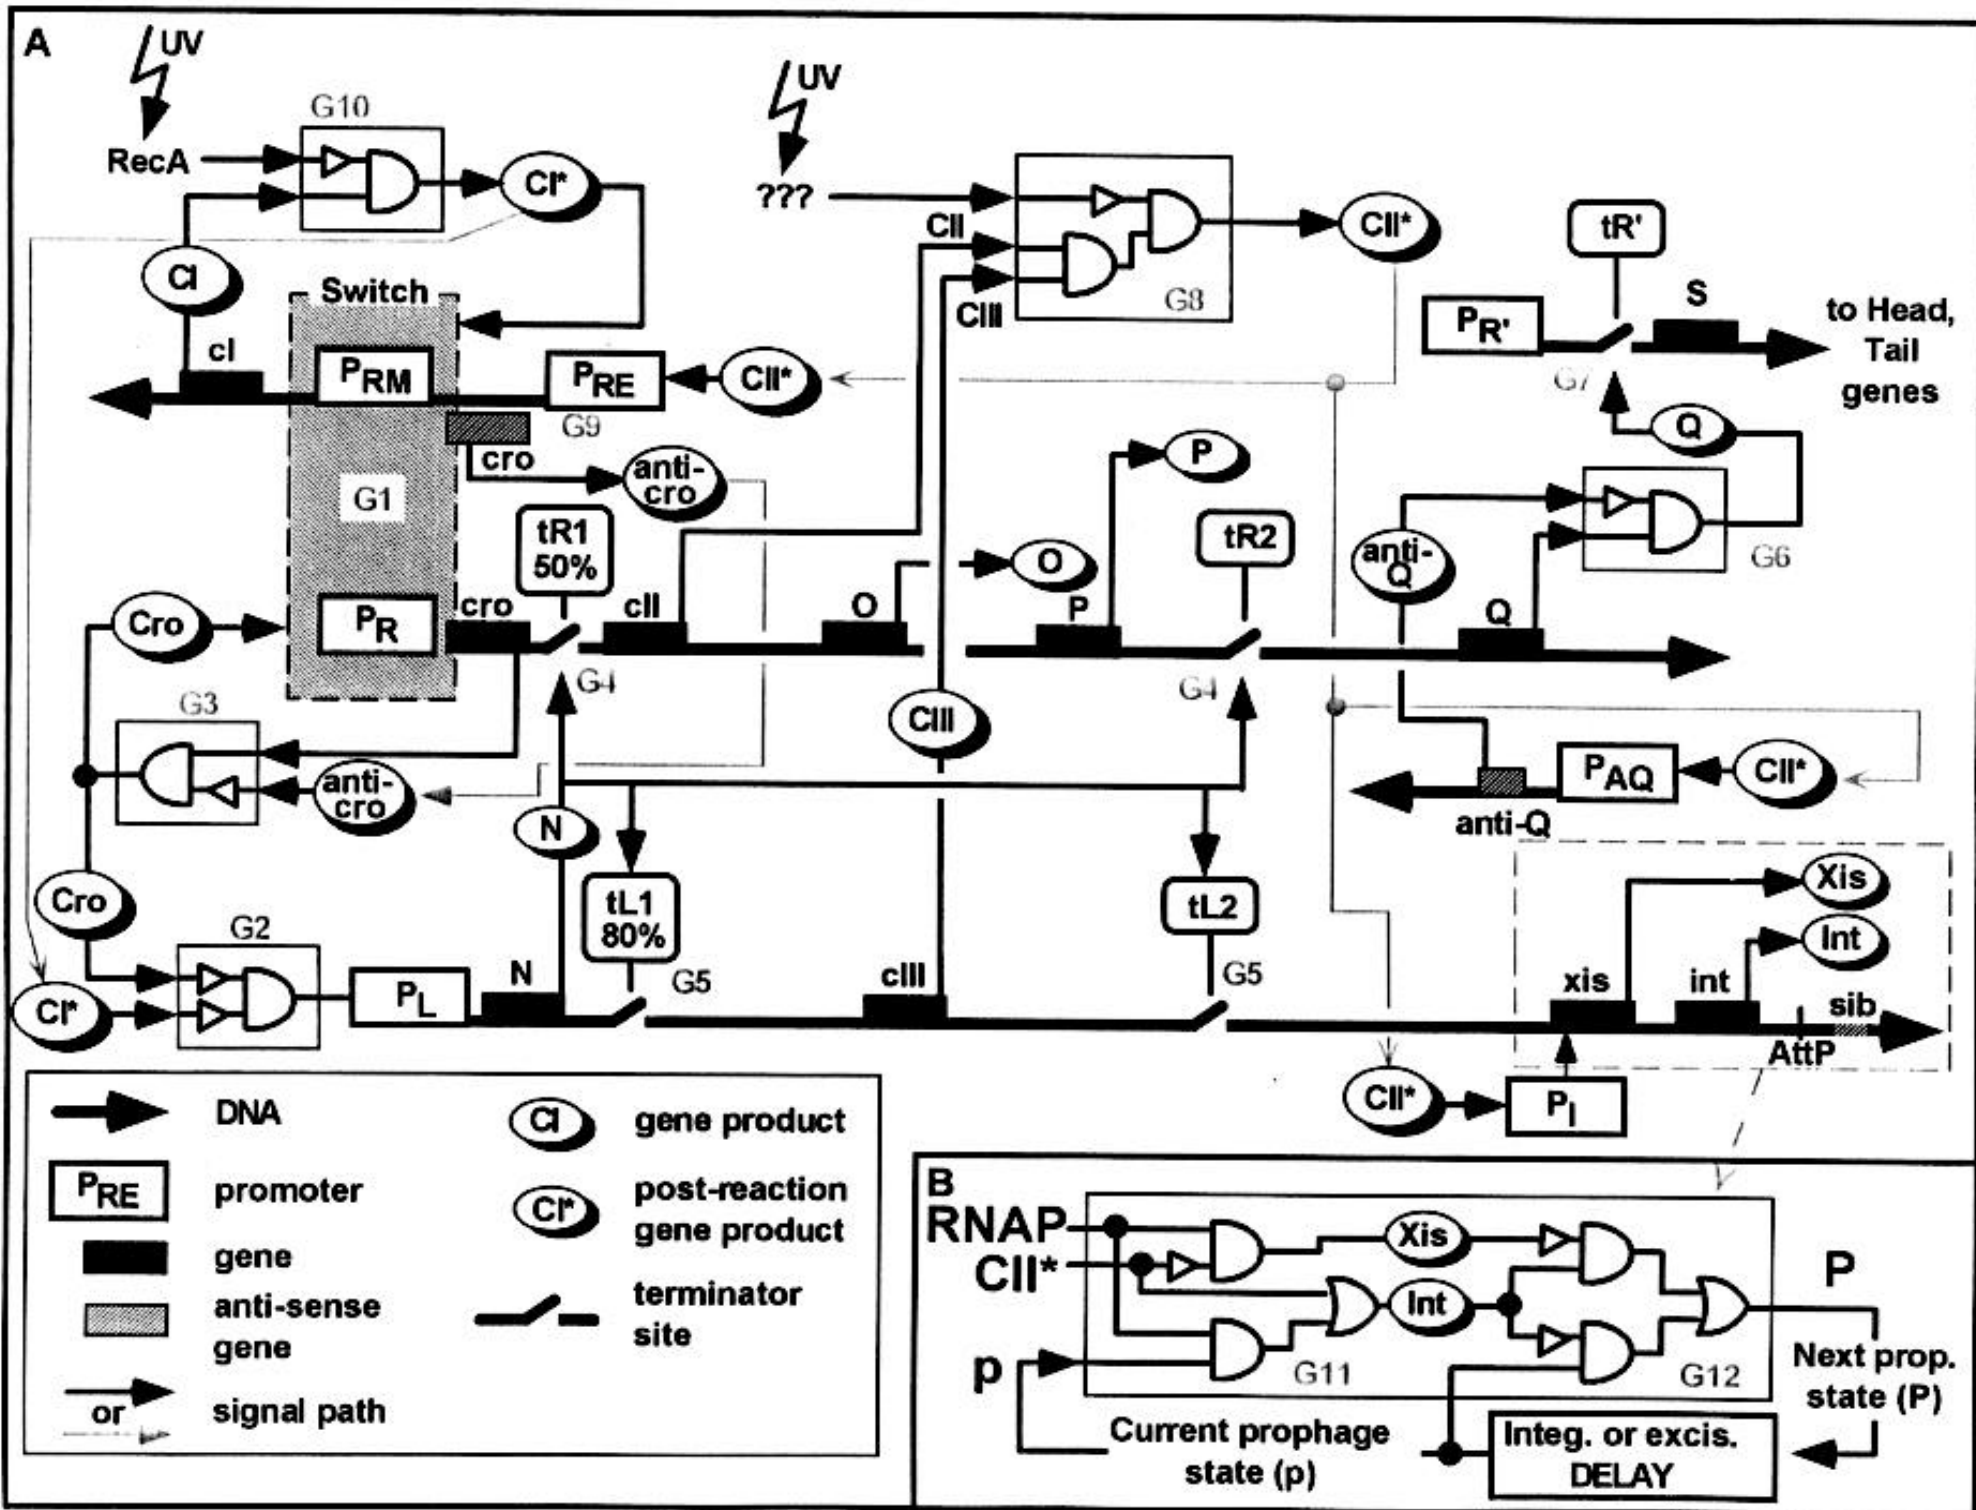 A
UV
UV
G10
RecA
CI*
???
CII
CIII
G8
CII*
tR'
PR'
S
to Head,
Tail
genes
G7
CI
Switch
cI
PRM
PRE
CII*
G9
cro
anti-
cro
G1
P
Q
tR1
50%
tR2
anti-
Q
G6
O
Cro
PR
cro
cII
O
P
Q
G4
G4
G3
CIII
anti-
cro
N
PAQ
CII*
anti-Q
Cro
G2
tL1
80%
tL2
Xis
Int
CI*
PL
N
G5
cIII
G5
xis
int
sib
AttP
CII*
PI
DNA
PRE
promoter
gene
anti-sense
gene
or
signal path
CI
gene product
CI*
post-reaction
gene product
terminator
site
B
RNAP
CII*
p
Xis
Int
G11
G12
P
Next prop.
state (P)
Current prophage
state (p)
Integ. or excis.
DELAY